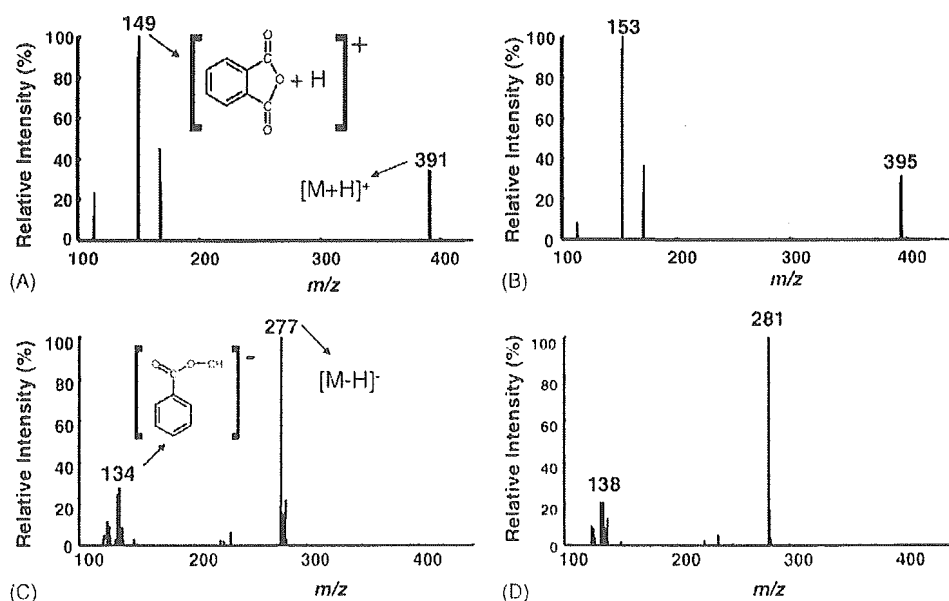 149
Relative Intensity (%)
100
80
60
40
20
0
O
C
O + H
C
O
+
391
[M+H]+
100
200
300
400
m/z
(A)
153
Relative Intensity (%)
100
80
60
40
20
0
395
100
200
300
400
m/z
(B)
277
Relative Intensity (%)
100
80
60
40
20
0
O
O—CH
C
-
[M-H]-
134
100
200
300
400
m/z
(C)
281
Relative Intensity (%)
100
80
60
40
20
0
138
100
200
300
400
m/z
(D)